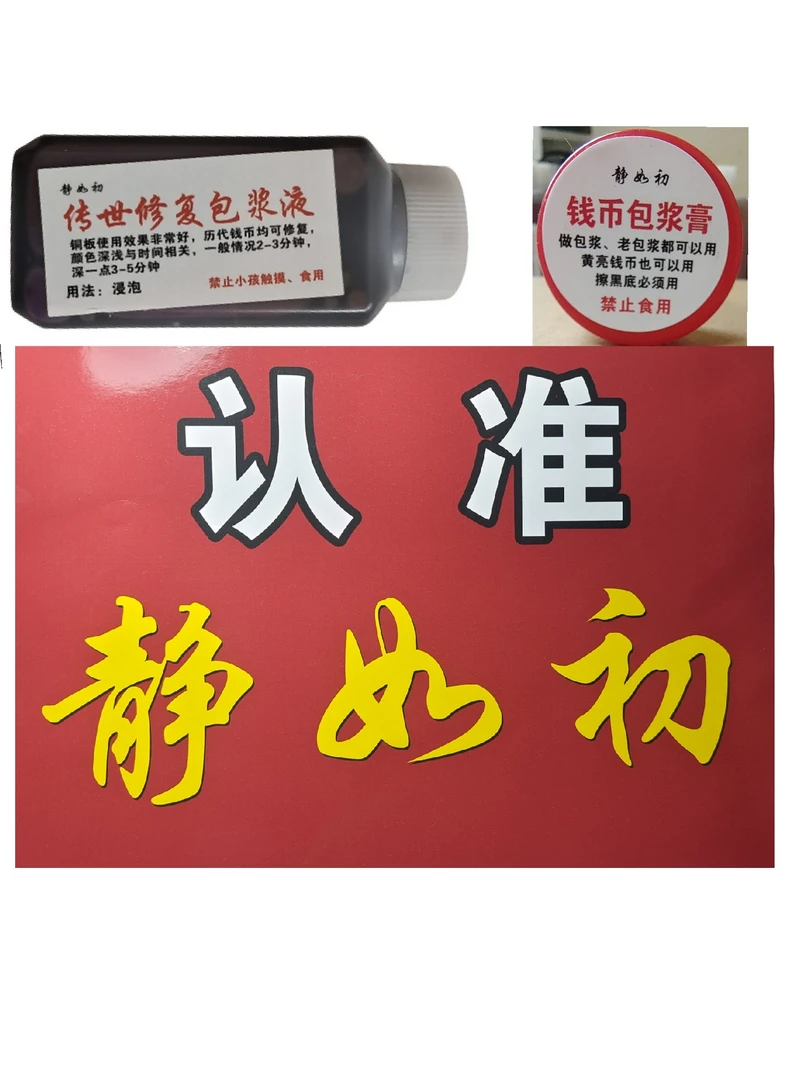 静如初
传世修复包浆液
铜板使用效果非常好，历代钱币均可修复，
颜色深浅与时间相关，一般情况2-3分钟，
深一点3-5分钟
用法：浸泡
禁止小孩触摸、食用
静如初
钱币包浆膏
做包浆、老包浆都可以用
黄亮钱币也可以用
擦黑底必须用
禁止食用
认准
静如初